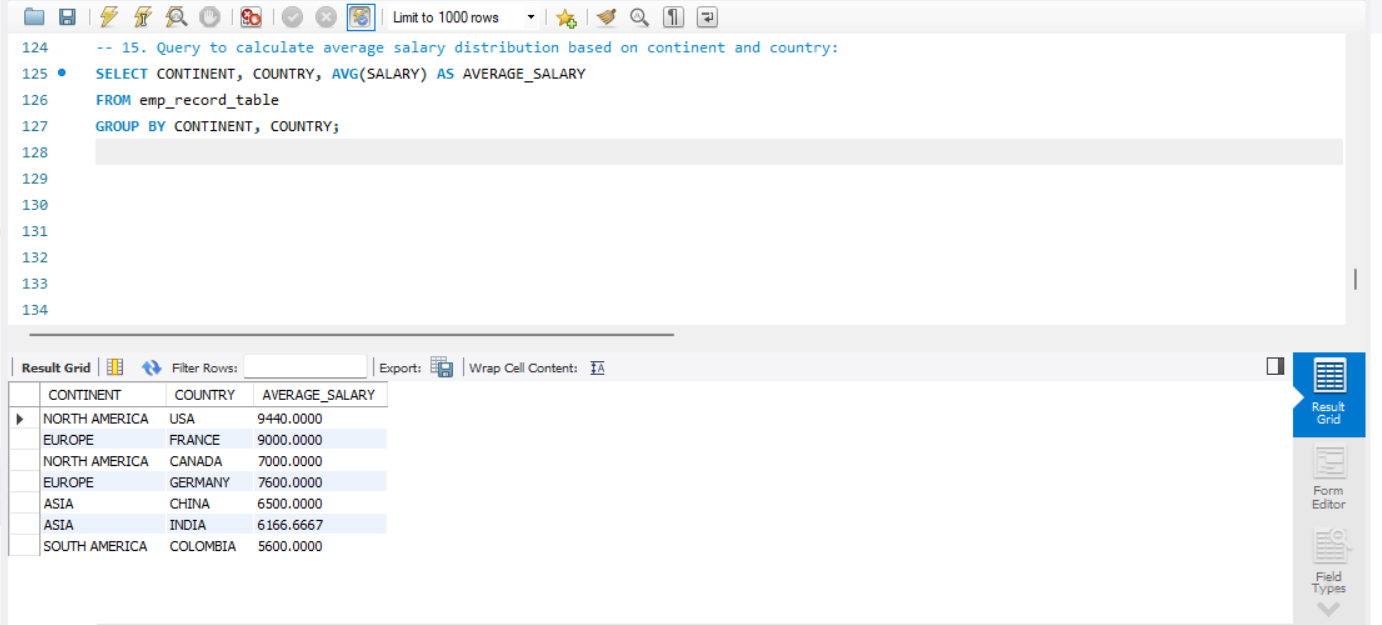 Limit to 1000 rows
124 -- 15. Query to calculate average salary distribution based on continent and country:
125 SELECT CONTINENT, COUNTRY, AVG(SALARY) AS AVERAGE_SALARY
126 FROM emp_record_table
127 GROUP BY CONTINENT, COUNTRY;
128
129
130
131
132
133
134
Result Grid Filter Rows: Export: Wrap Cell Content: IA
CONTINENT COUNTRY AVERAGE_SALARY
NORTH AMERICA USA 9440.0000
EUROPE FRANCE 9000.0000
NORTH AMERICA CANADA 7000.0000
EUROPE GERMANY 7600.0000
ASIA CHINA 6500.0000
ASIA INDIA 6166.6667
SOUTH AMERICA COLOMBIA 5600.0000
Result
Grid
Form
Editor
Field
Types